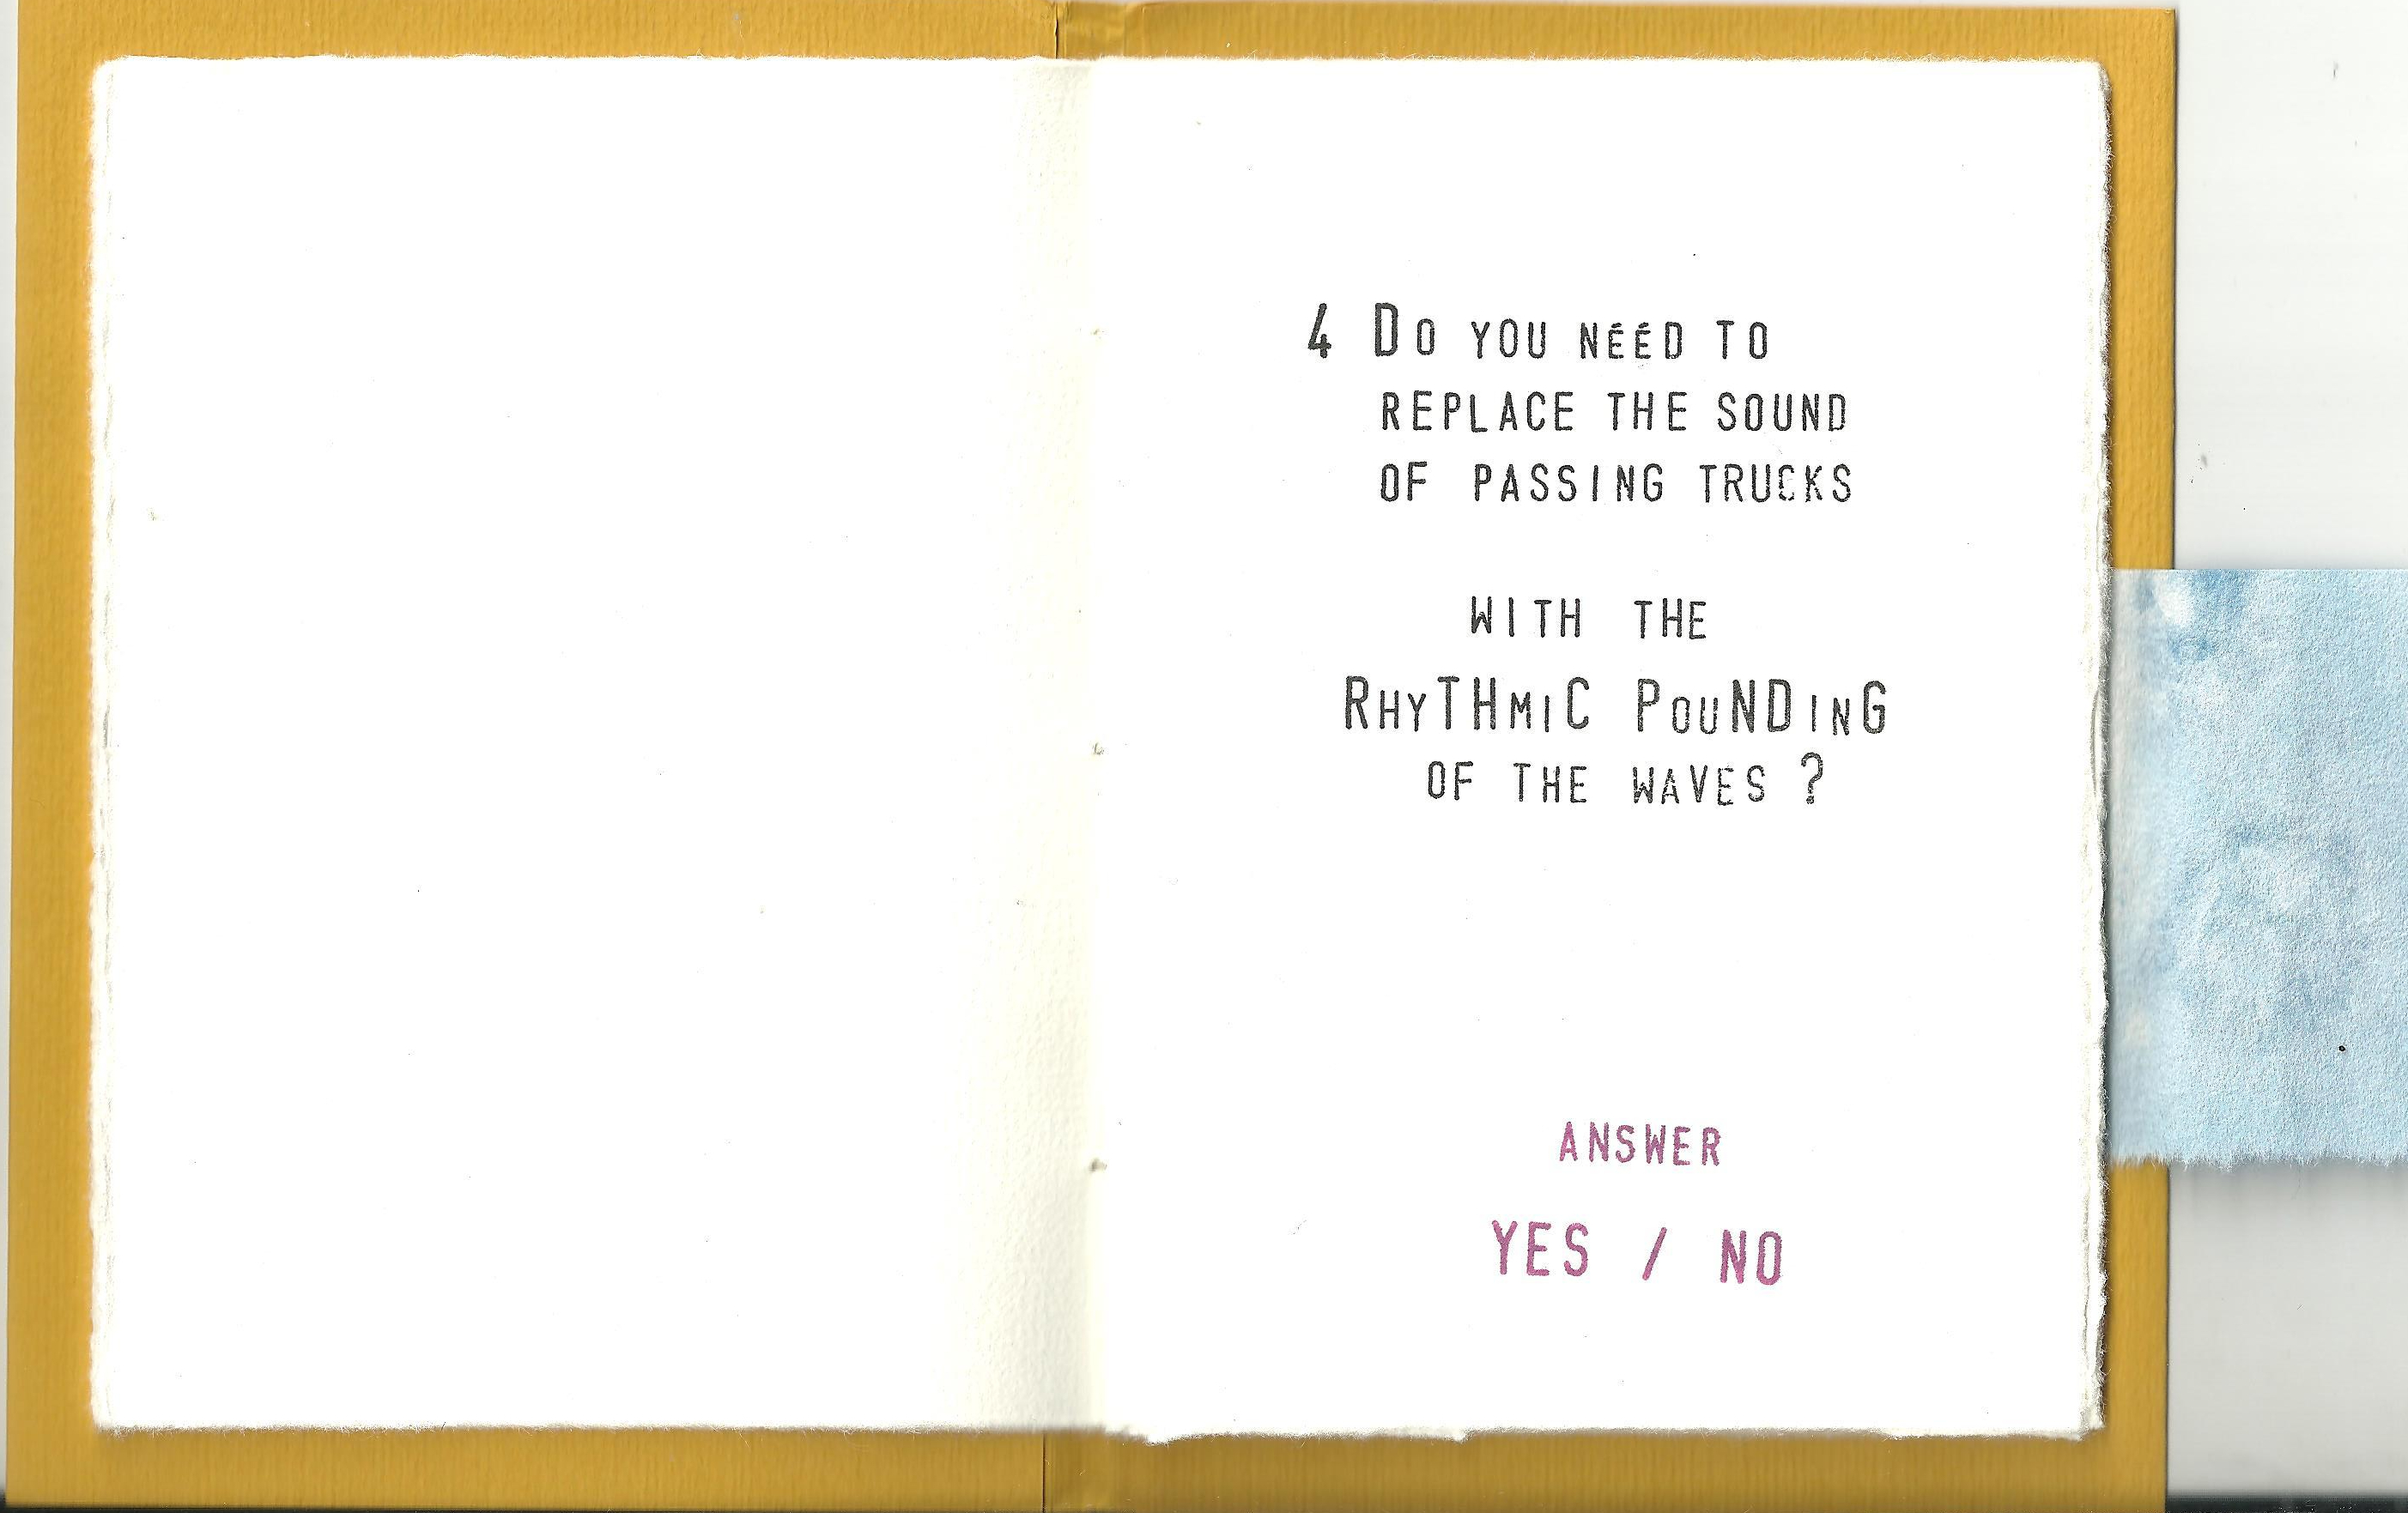 4 Do YOU NÉÉD TO
REPLACE THE SOUND
OF PASSING TRUCKS
WITH THE
RHYTHMIC POUNDING
OF THE WAVES ?
ANSWER
YES / NO